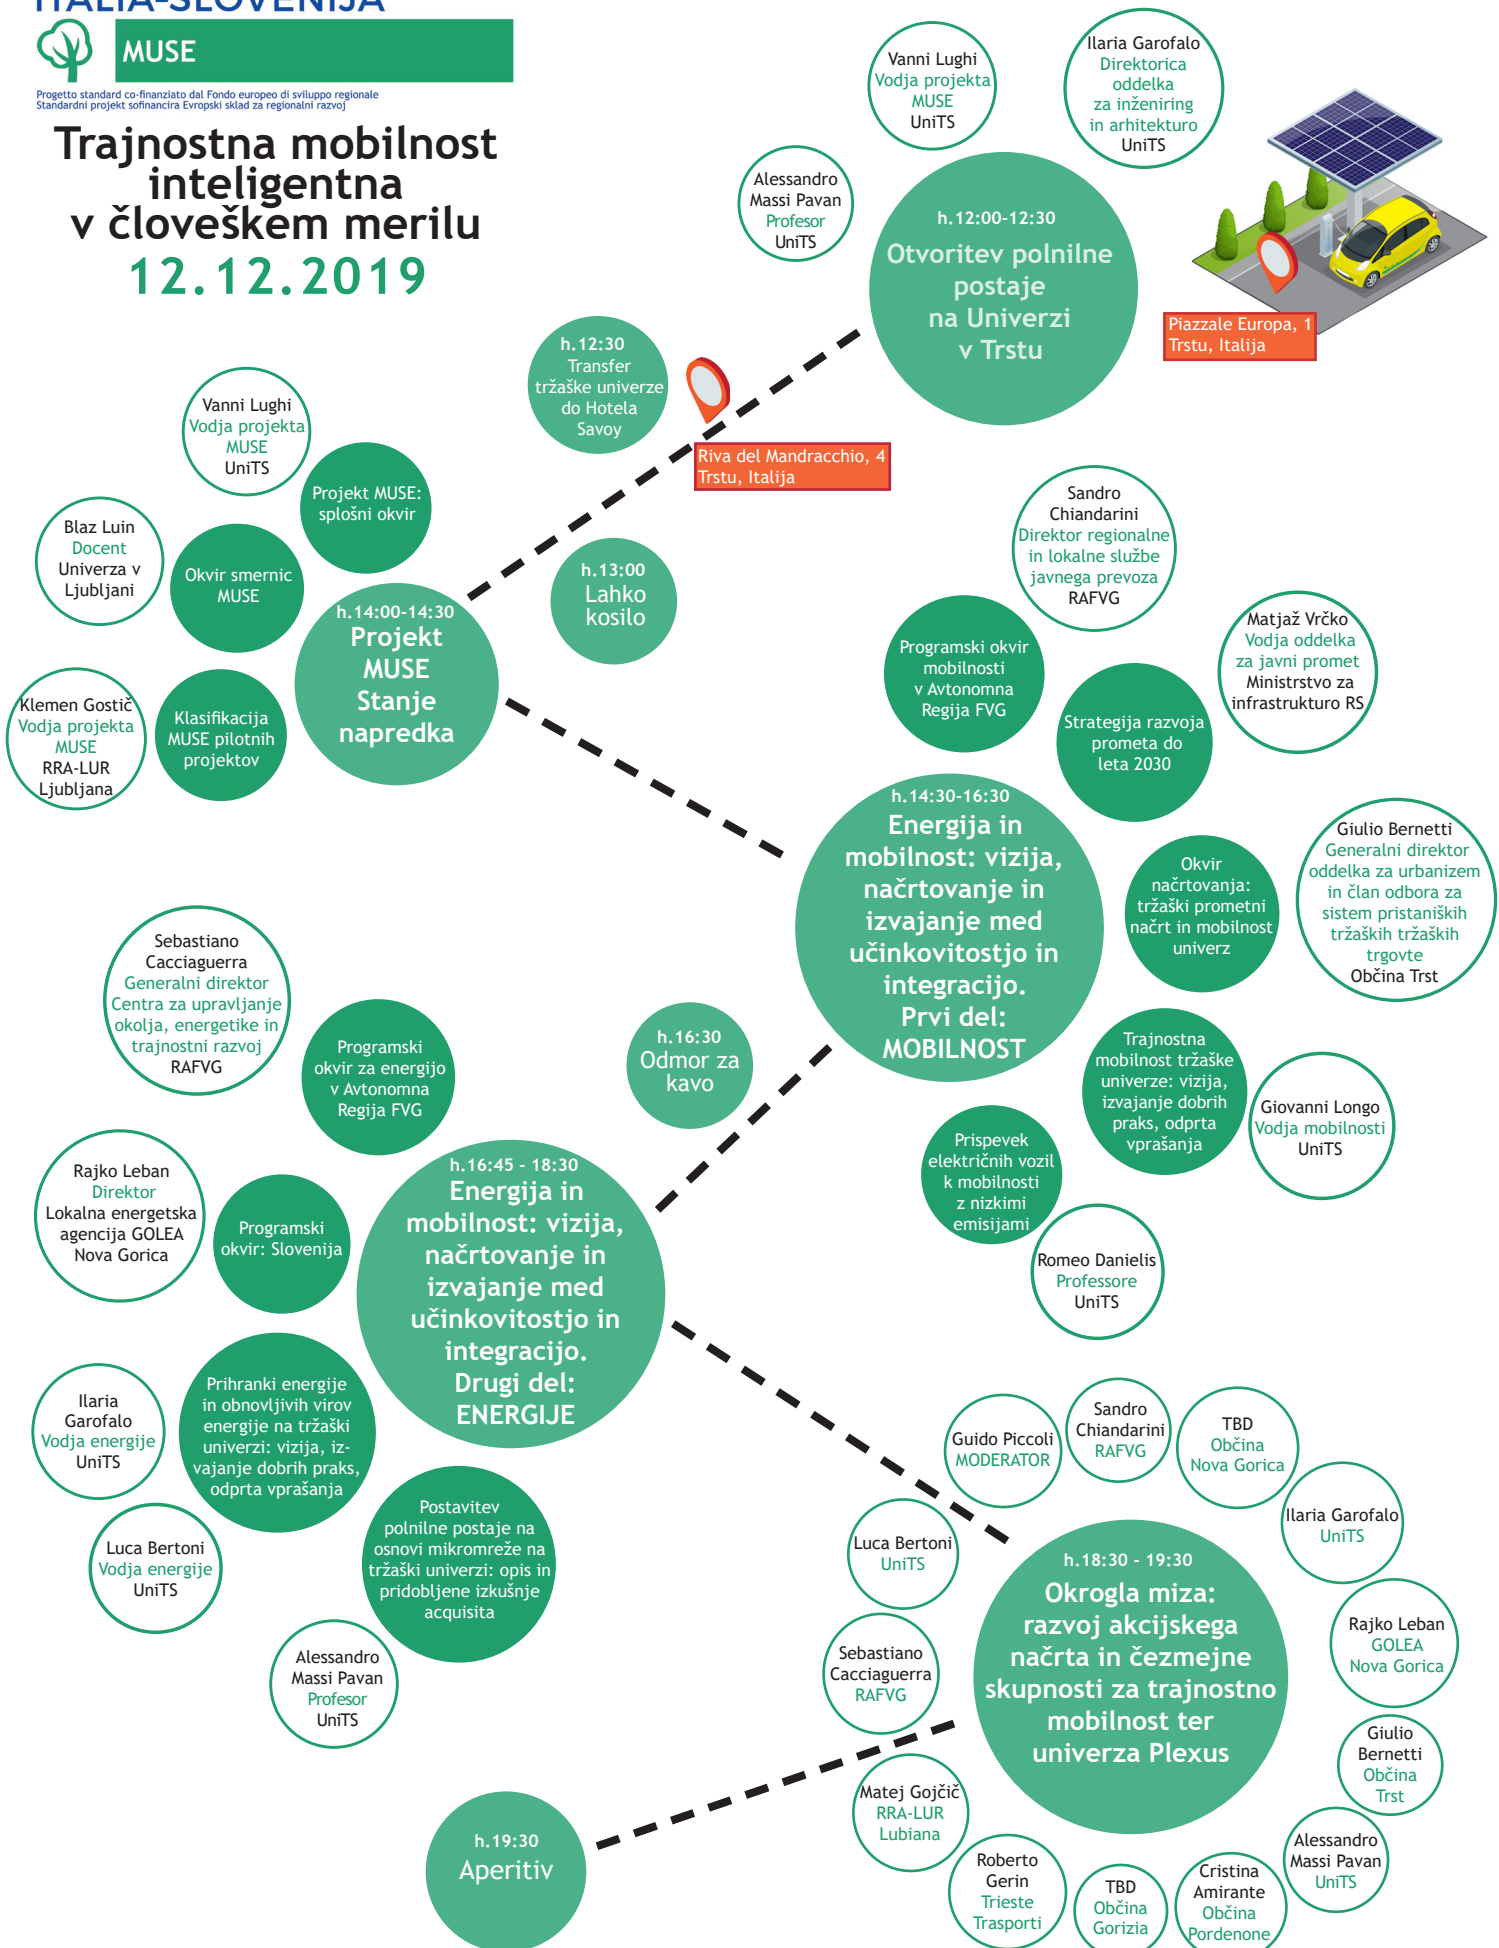 ITALIA-SLOVENIJA
MUSE
Progetto standard co-finanziato dal Fondo europeo di sviluppo regionale
Standardni projekt sofinancira Evropski sklad za regionalni razvoj
Trajnostna mobilnost
inteligentna
v človeškem merilu
12.12.2019
Vanni Lughi
Vodja projekta
MUSE
UniTS
Ilaria Garofalo
Direktorica
oddelka
za inženiring
in arhitekturo
UniTS
Alessandro
Massi Pavan
Profesor
UniTS
h.12:00-12:30
Otvoritev polnilne
postaje
na Univerzi
v Trstu
Piazzale Europa, 1
Trstu, Italija
h.12:30
Transfer
tržaške univerze
do Hotela
Savoy
Riva del Mandracchio, 4
Trstu, Italija
h.13:00
Lahko
kosilo
Vanni Lughi
Vodja projekta
MUSE
UniTS
Projekt MUSE:
splošni okvir
Blaz Luin
Docent
Univerza v
Ljubljani
Okvir smernic
MUSE
Klemen Gostič
Vodja projekta
MUSE
RRA-LUR
Ljubljana
Klasifikacija
MUSE pilotnih
projektov
h.14:00-14:30
Projekt
MUSE
Stanje
napredka
Sandro
Chiandarini
Direktor regionalne
in lokalne službe
javnega prevoza
RAFVG
Programski okvir
mobilnosti
v Avtonomna
Regija FVG
Matjaž Vrčko
Vodja oddelka
za javni promet
Ministrstvo za
infrastrukturo RS
Strategija razvoja
prometa do
leta 2030
h.14:30-16:30
Energija in
mobilnost: vizija,
načrtovanje in
izvajanje med
učinkovitostjo in
integracijo.
Prvi del:
MOBILNOST
Giulio Bernetti
Generalni direktor
oddelka za urbanizem
in član odbora za
sistem pristaniških
tržaških tržaških
trgovte
Občina Trst
Okvir
načrtovanja:
tržaški prometni
načrt in mobilnost
univerz
Trajnostna
mobilnost tržaške
univerze: vizija,
izvajanje dobrih
praks, odprta
vprašanja
Giovanni Longo
Vodja mobilnosti
UniTS
Prispevek
električnih vozil
k mobilnosti
z nizkimi
emisijami
Romeo Danielis
Professore
UniTS
h.16:30
Odmor za
kavo
Sebastiano
Cacciaguerra
Generalni direktor
Centra za upravljanje
okolja, energetike in
trajnostni razvoj
RAFVG
Programski
okvir za energijo
v Avtonomna
Regija FVG
Rajko Leban
Direktor
Lokalna energetska
agencija GOLEA
Nova Gorica
Programski
okvir: Slovenija
h.16:45 - 18:30
Energija in
mobilnost: vizija,
načrtovanje in
izvajanje med
učinkovitostjo in
integracijo.
Drugi del:
ENERGIJE
Ilaria
Garofalo
Vodja energije
UniTS
Prihranki energije
in obnovljivih virov
energije na tržaški
univerzi: vizija, iz-
vajanje dobrih praks,
odprta vprašanja
Luca Bertoni
Vodja energije
UniTS
Postavitev
polnilne postaje na
osnovi mikromreže na
tržaški univerzi: opis in
pridobljene izkušnje
acquisita
Alessandro
Massi Pavan
Profesor
UniTS
h.18:30 - 19:30
Okrogla miza:
razvoj akcijskega
načrta in čezmejne
skupnosti za trajnostno
mobilnost ter
univerza Plexus
Guido Piccoli
MODERATOR
Sandro
Chiandarini
RAFVG
TBD
Občina
Nova Gorica
Ilaria Garofalo
UniTS
Rajko Leban
GOLEA
Nova Gorica
Giulio
Bernetti
Občina
Trst
Alessandro
Massi Pavan
UniTS
Cristina
Amirante
Občina
Pordenone
TBD
Občina
Gorizia
Roberto
Gerin
Trieste
Trasporti
Matej Gojčič
RRA-LUR
Lubiana
Sebastiano
Cacciaguerra
RAFVG
Luca Bertoni
UniTS
h.19:30
Aperitiv